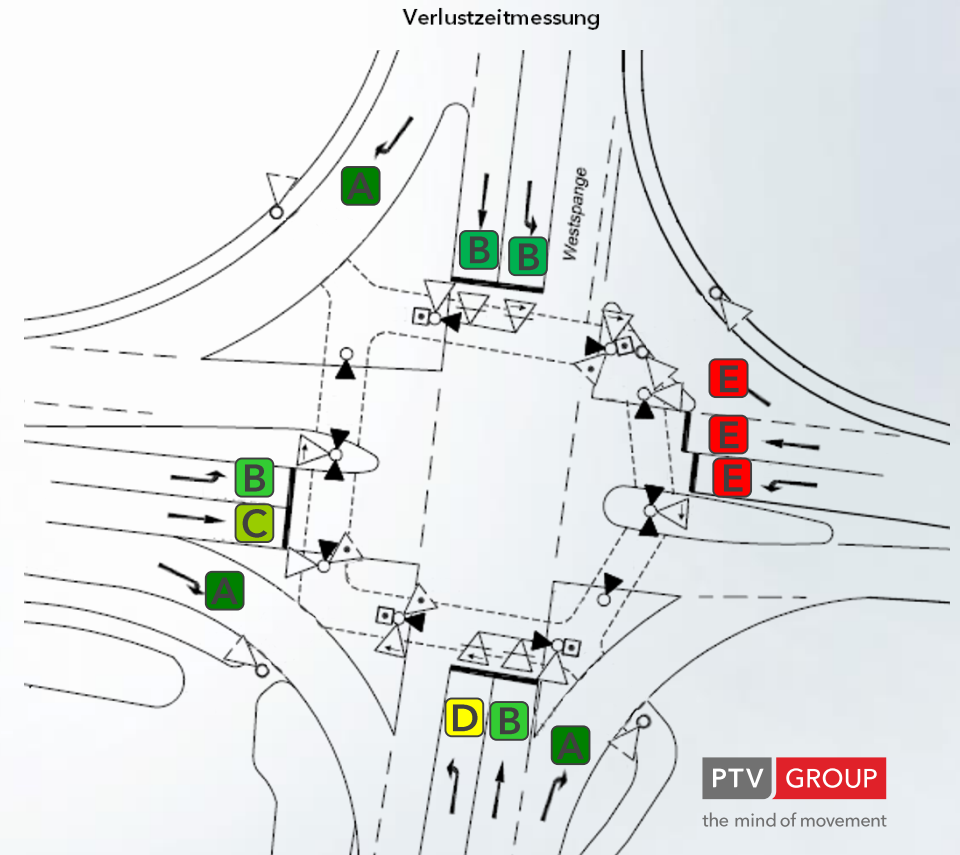 Verlustzeitmessung
A
Westspange
B B
E
E
B E
C
A
D B
A
PTV GROUP
the mind of movement